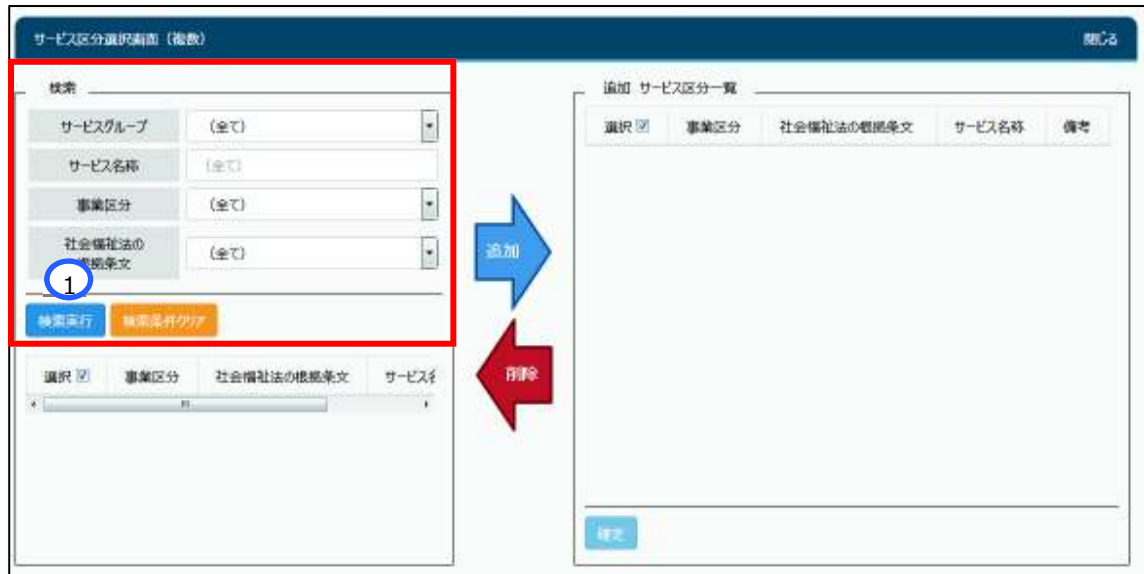 サービス区分選択画面（複数）
閉じる
検索
サービスグループ
（全て）
サービス名称
（全て）
事業区分
（全て）
社会福祉法の
根拠条文
（全て）
1
検索実行
検索条件クリア
選択
事業区分
社会福祉法の根拠条文
サービス名
追加
削除
追加 サービス区分一覧
選択
事業区分
社会福祉法の根拠条文
サービス名称
備考
確定